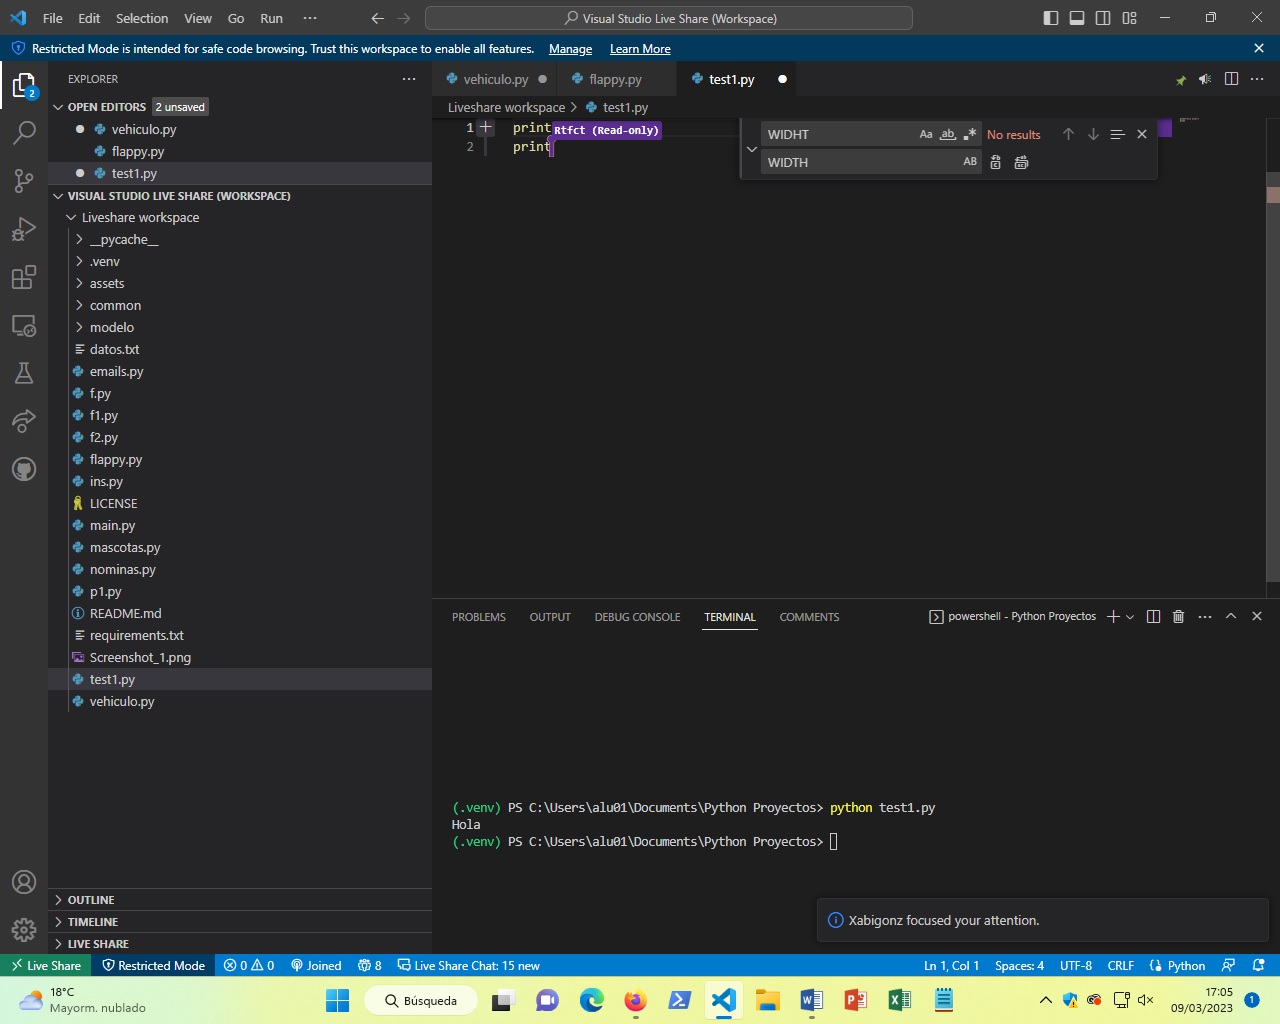 File Edit Selection View Go Run ··· Visual Studio Live Share (Workspace)
Restricted Mode is intended for safe code browsing. Trust this workspace to enable all features. Manage Learn More
EXPLORER
vehiculo.py flappy.py test1.py
OPEN EDITORS 2 unsaved
vehiculo.py
flappy.py
test1.py
Liveshare workspace > test1.py
1 print
Rtfct (Read-only)
2 print
WIDHT Aa ab .* No results
WIDTH AB
VISUAL STUDIO LIVE SHARE (WORKSPACE)
Liveshare workspace
__pycache__
.venv
assets
common
modelo
datos.txt
emails.py
f.py
f1.py
f2.py
flappy.py
ins.py
LICENSE
main.py
mascotas.py
nominas.py
p1.py
README.md
requirements.txt
Screenshot_1.png
test1.py
vehiculo.py
OUTLINE
TIMELINE
LIVE SHARE
2
PROBLEMS OUTPUT DEBUG CONSOLE TERMINAL COMMENTS powershell - Python Proyectos
(.venv) PS C:\Users\alu01\Documents\Python Proyectos> python test1.py
Hola
(.venv) PS C:\Users\alu01\Documents\Python Proyectos>
Xabigonz focused your attention.
Live Share Restricted Mode 0 0 Joined 8 Live Share Chat: 15 new Ln 1, Col 1 Spaces: 4 UTF-8 CRLF Python
18°C
Mayorm. nublado
Búsqueda
17:05
09/03/2023
1